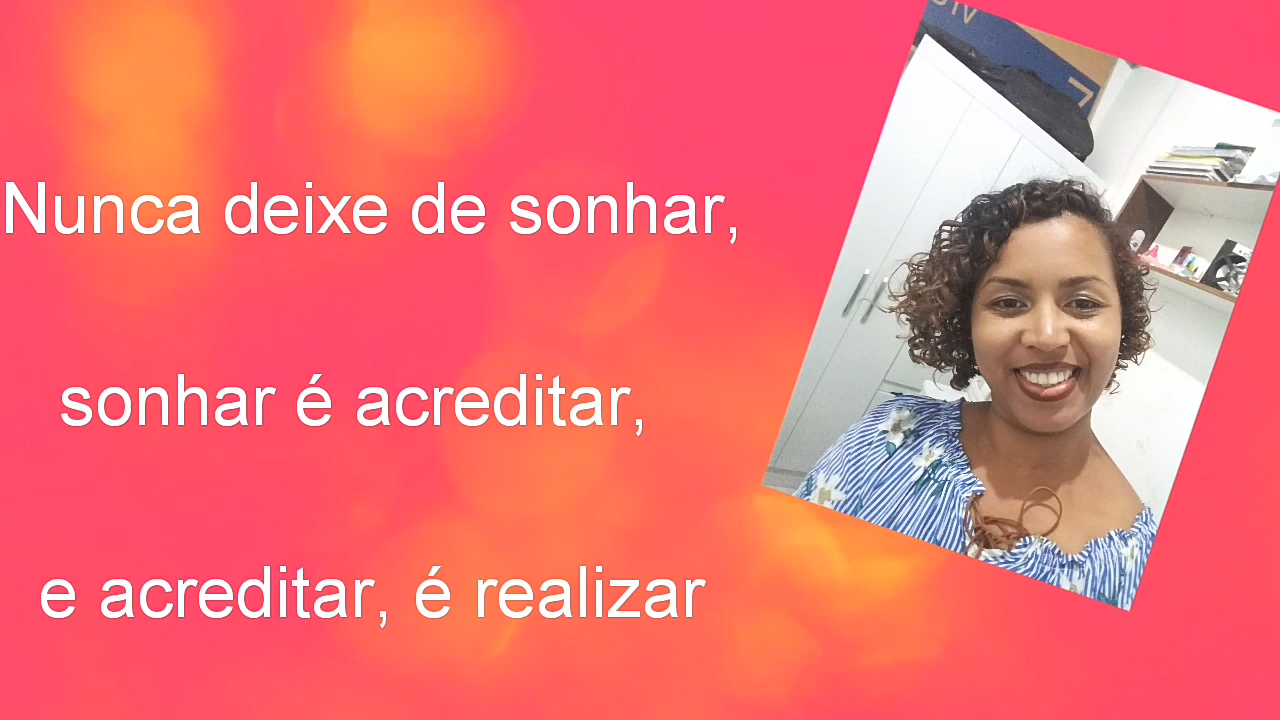 Nunca deixe de sonhar,
sonhar é acreditar,
e acreditar, é realizar